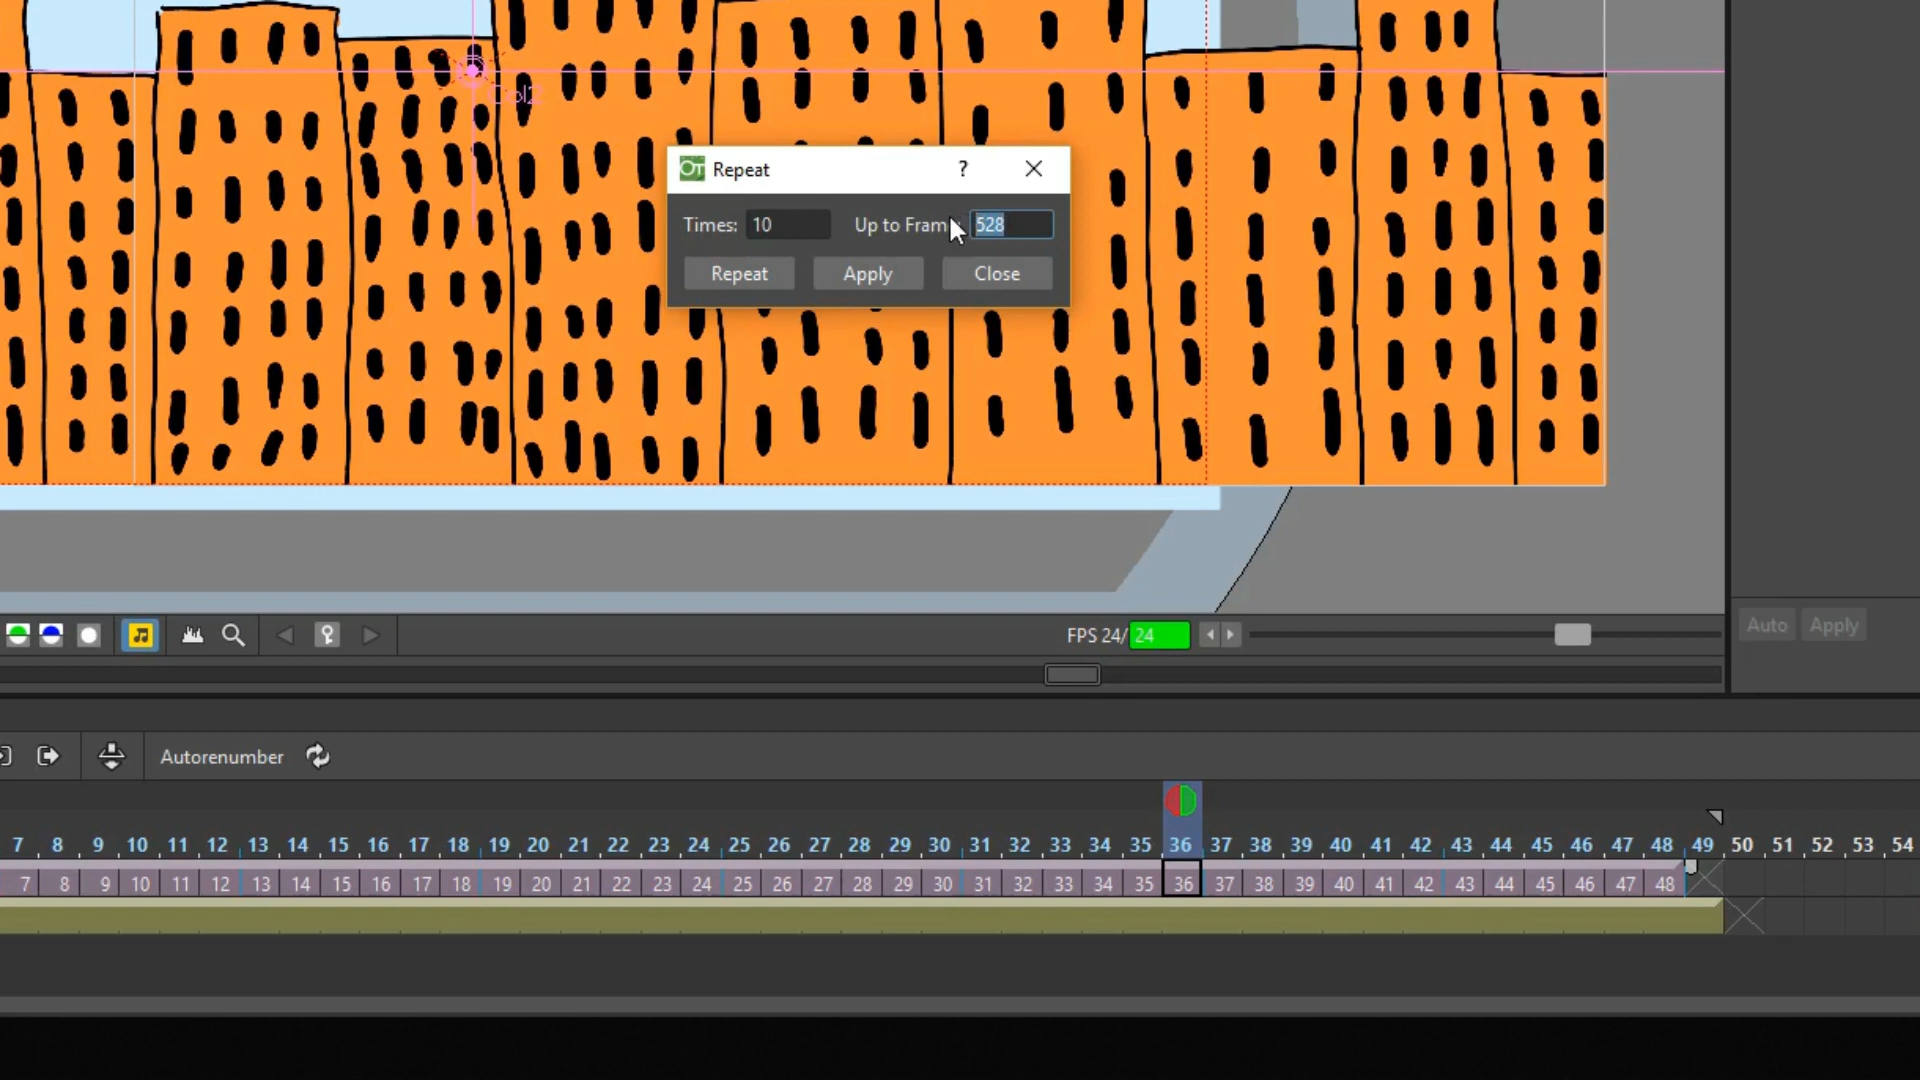 Col2
OT Repeat ?
Times: 10 Up to Fram 528
Repeat Apply Close
FPS 24/24
Auto Apply
Autorenumber
7 8 9 10 11 12 13 14 15 16 17 18 19 20 21 22 23 24 25 26 27 28 29 30 31 32 33 34 35 36 37 38 39 40 41 42 43 44 45 46 47 48 49 50 51 52 53 54
7 8 9 10 11 12 13 14 15 16 17 18 19 20 21 22 23 24 25 26 27 28 29 30 31 32 33 34 35 36 37 38 39 40 41 42 43 44 45 46 47 48